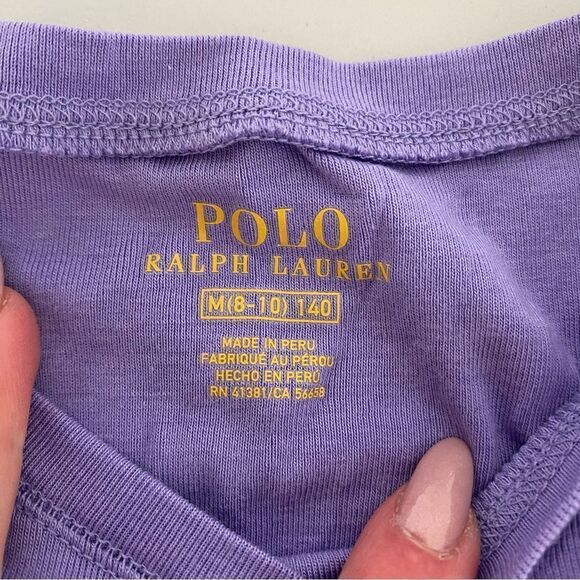 POLO
RALPH LAUREN
M(8-10) 140
MADE IN PERU
FABRIQUÉ AU PÉROU
HECHO EN PERÚ
RN 41381/CA 56658